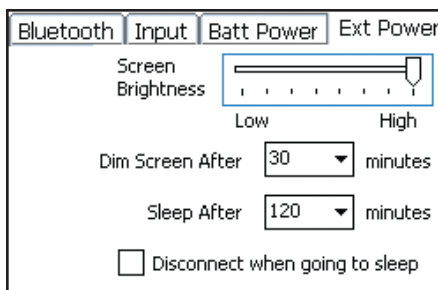 Bluetooth Input Batt Power Ext Power
Screen
Brightness
Low High
Dim Screen After 30 minutes
Sleep After 120 minutes
Disconnect when going to sleep